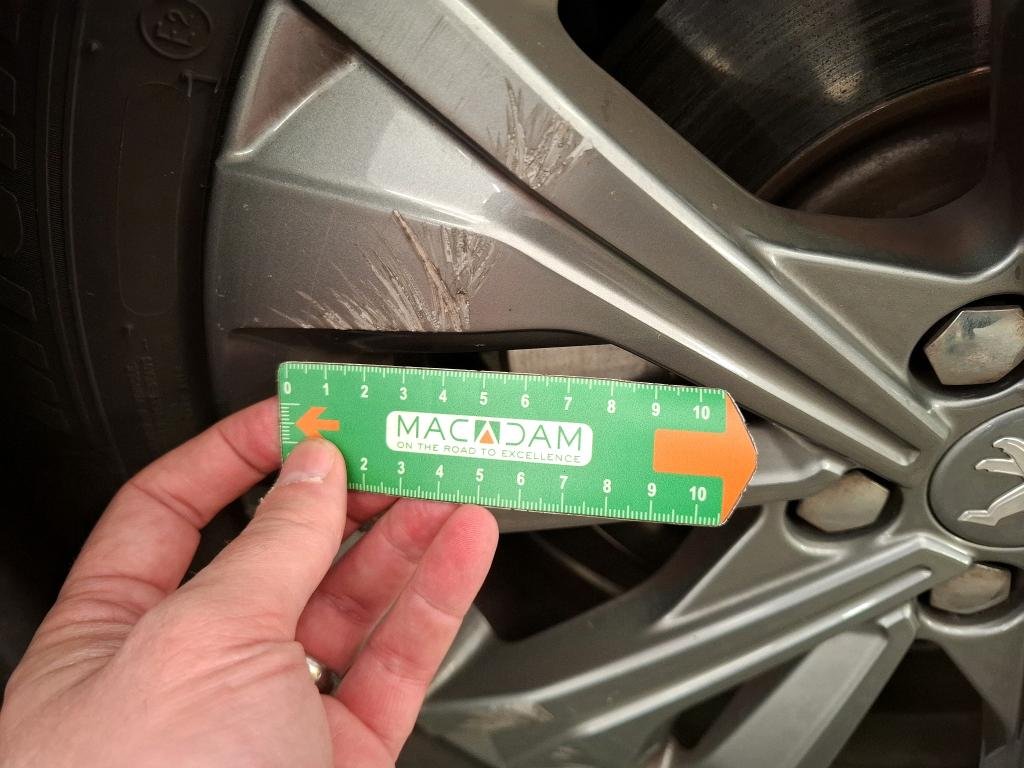 E2
0 1 2 3 4 5 6 7 8 9 10
MACADAM
ON THE ROAD TO EXCELLENCE
2 3 4 5 6 7 8 9 10